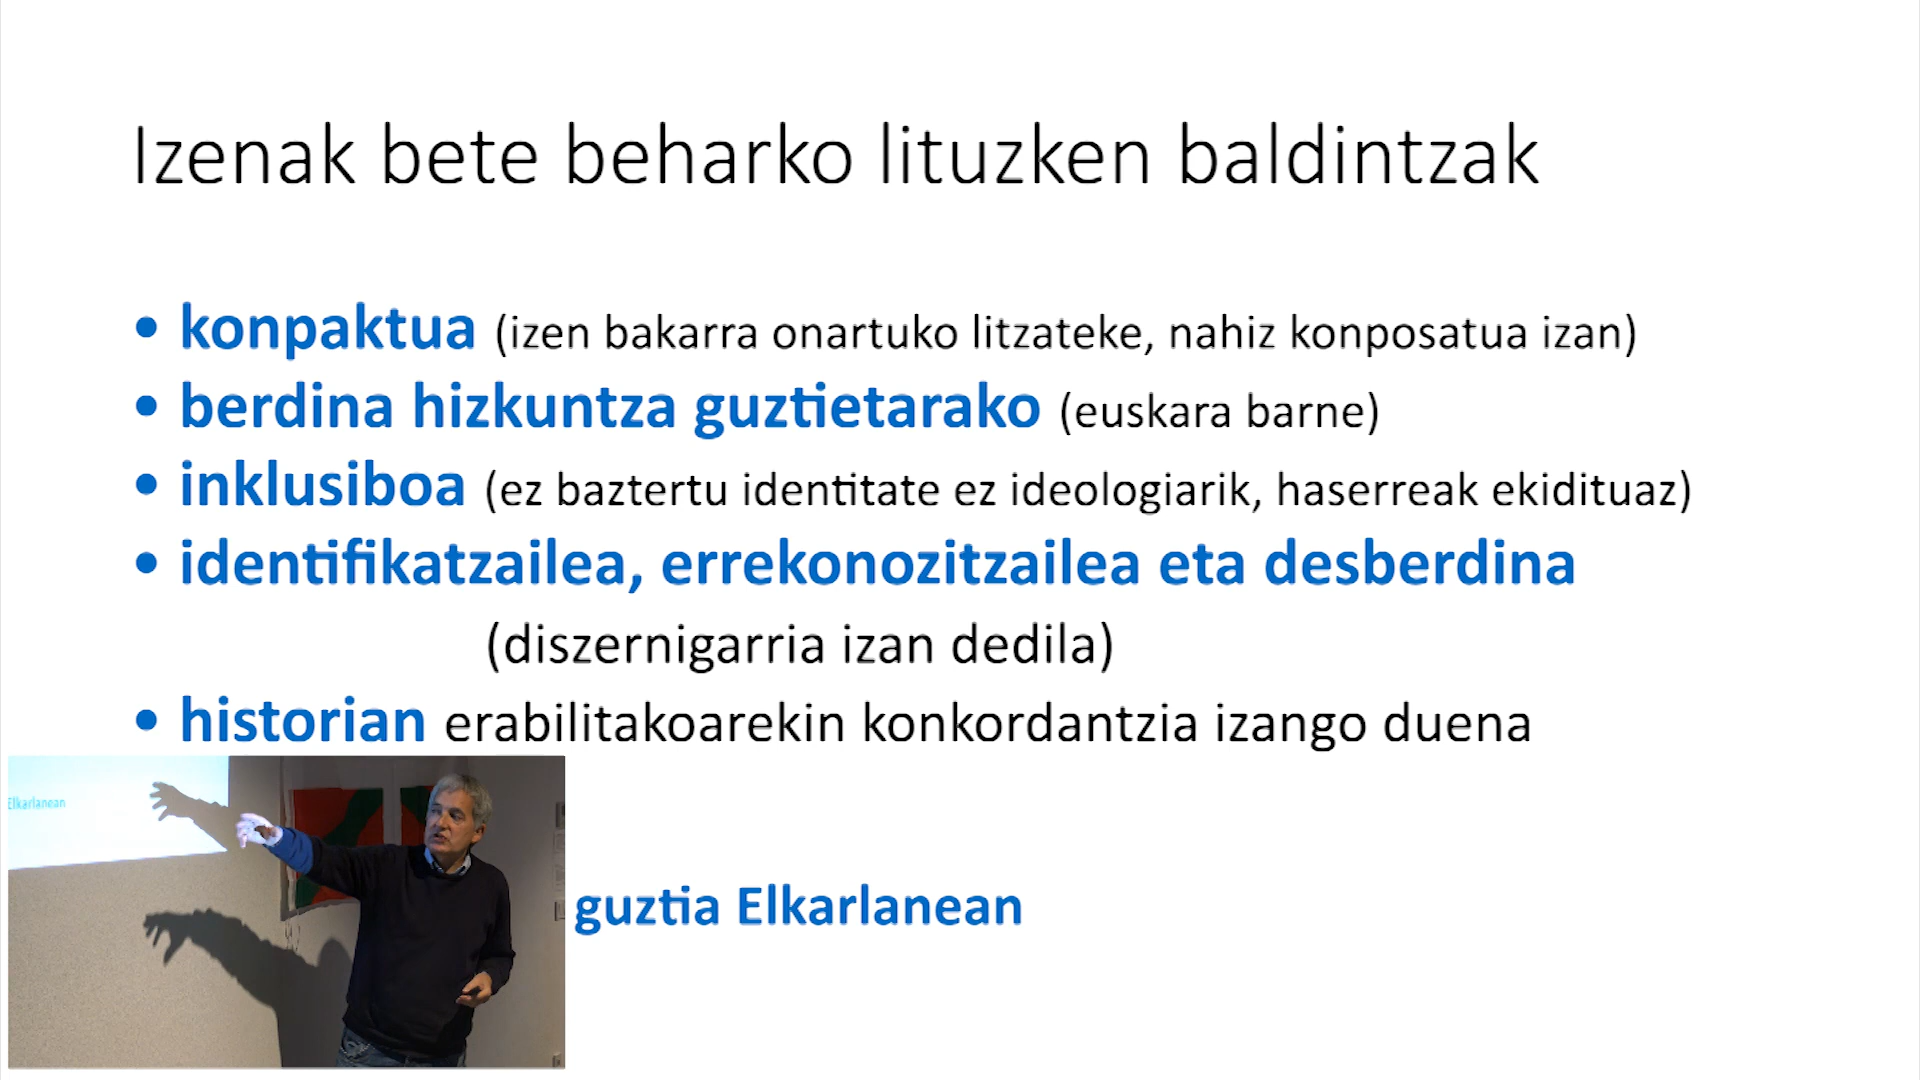 Izenak bete beharko lituzken baldintzak
• konpaktua (izen bakarra onartuko litzateke, nahiz konposatua izan)
• berdina hizkuntza guztietarako (euskara barne)
• inklusiboa (ez baztertu identitate ez ideologiarik, haserreak ekidituaz)
• identifikatzailea, errekonozitzailea eta desberdina
(diszernigarria izan dedila)
• historian erabilitakoarekin konkordantzia izango duena
guztia Elkarlanean
Elkarlanean